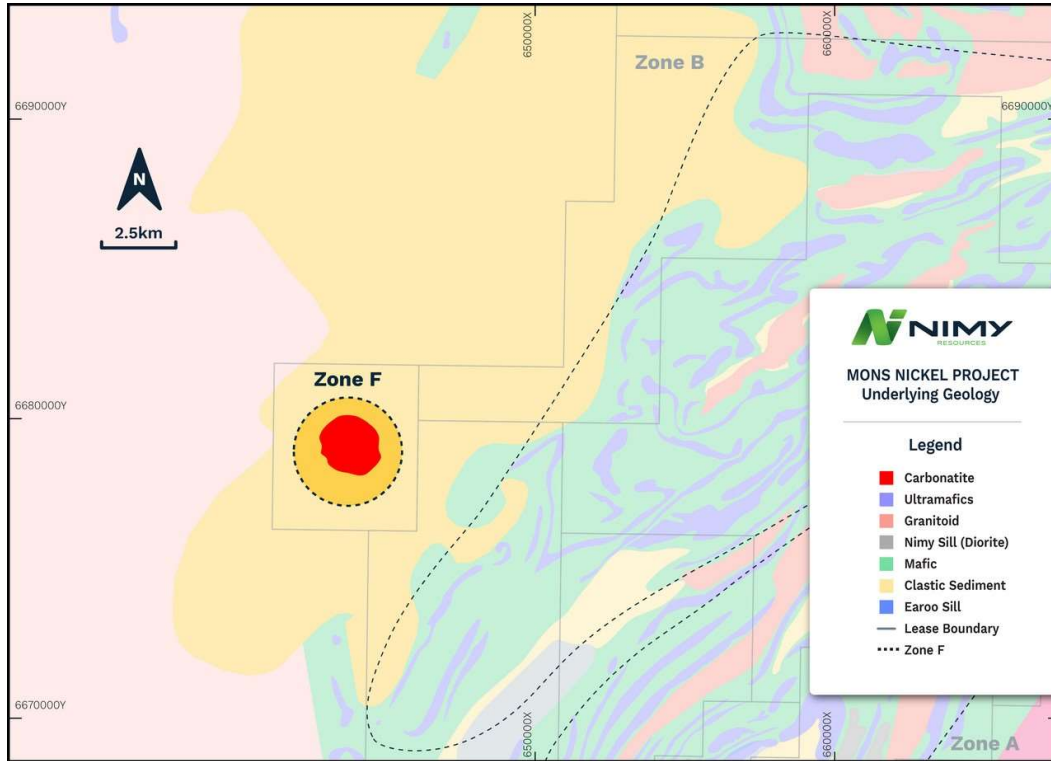 650000X
660000X
Zone B
6690000Y
6690000Y
N
2.5km
NIMY
RESOURCES
MONS NICKEL PROJECT
Underlying Geology
Legend
Carbonatite
Ultramafics
Granitoid
Nimy Sill (Diorite)
Mafic
Clastic Sediment
Earoo Sill
Lease Boundary
Zone F
Zone F
6680000Y
6670000Y
650000X
660000X
Zone A